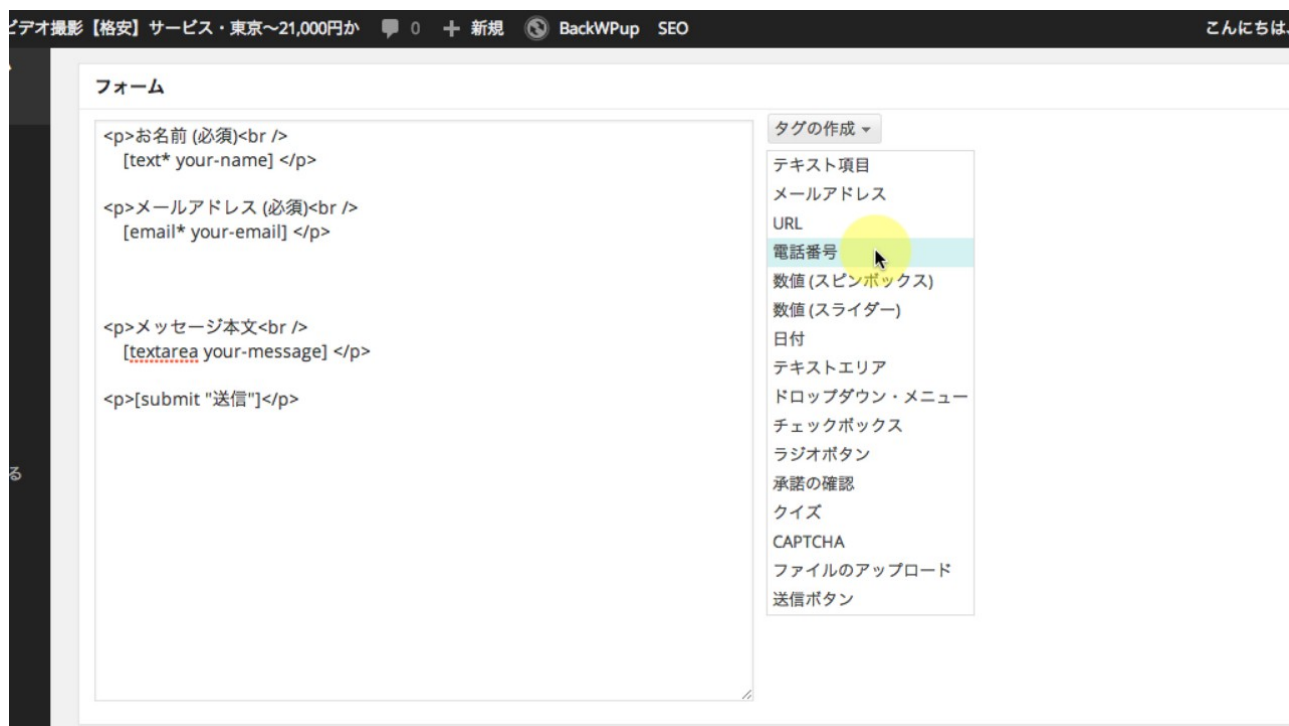 ビデオ撮影【格安】サービス・東京〜21,000円か 0 新規 BackWPup SEO こんにちは、
フォーム
<p>お名前 (必須)<br />
[text* your-name] </p>
<p>メールアドレス (必須)<br />
[email* your-email] </p>
<p>メッセージ本文<br />
[textarea your-message] </p>
<p>[submit "送信"]</p>
タグの作成
テキスト項目
メールアドレス
URL
電話番号
数値 (スピンボックス)
数値 (スライダー)
日付
テキストエリア
ドロップダウン・メニュー
チェックボックス
ラジオボタン
承諾の確認
クイズ
CAPTCHA
ファイルのアップロード
送信ボタン
る